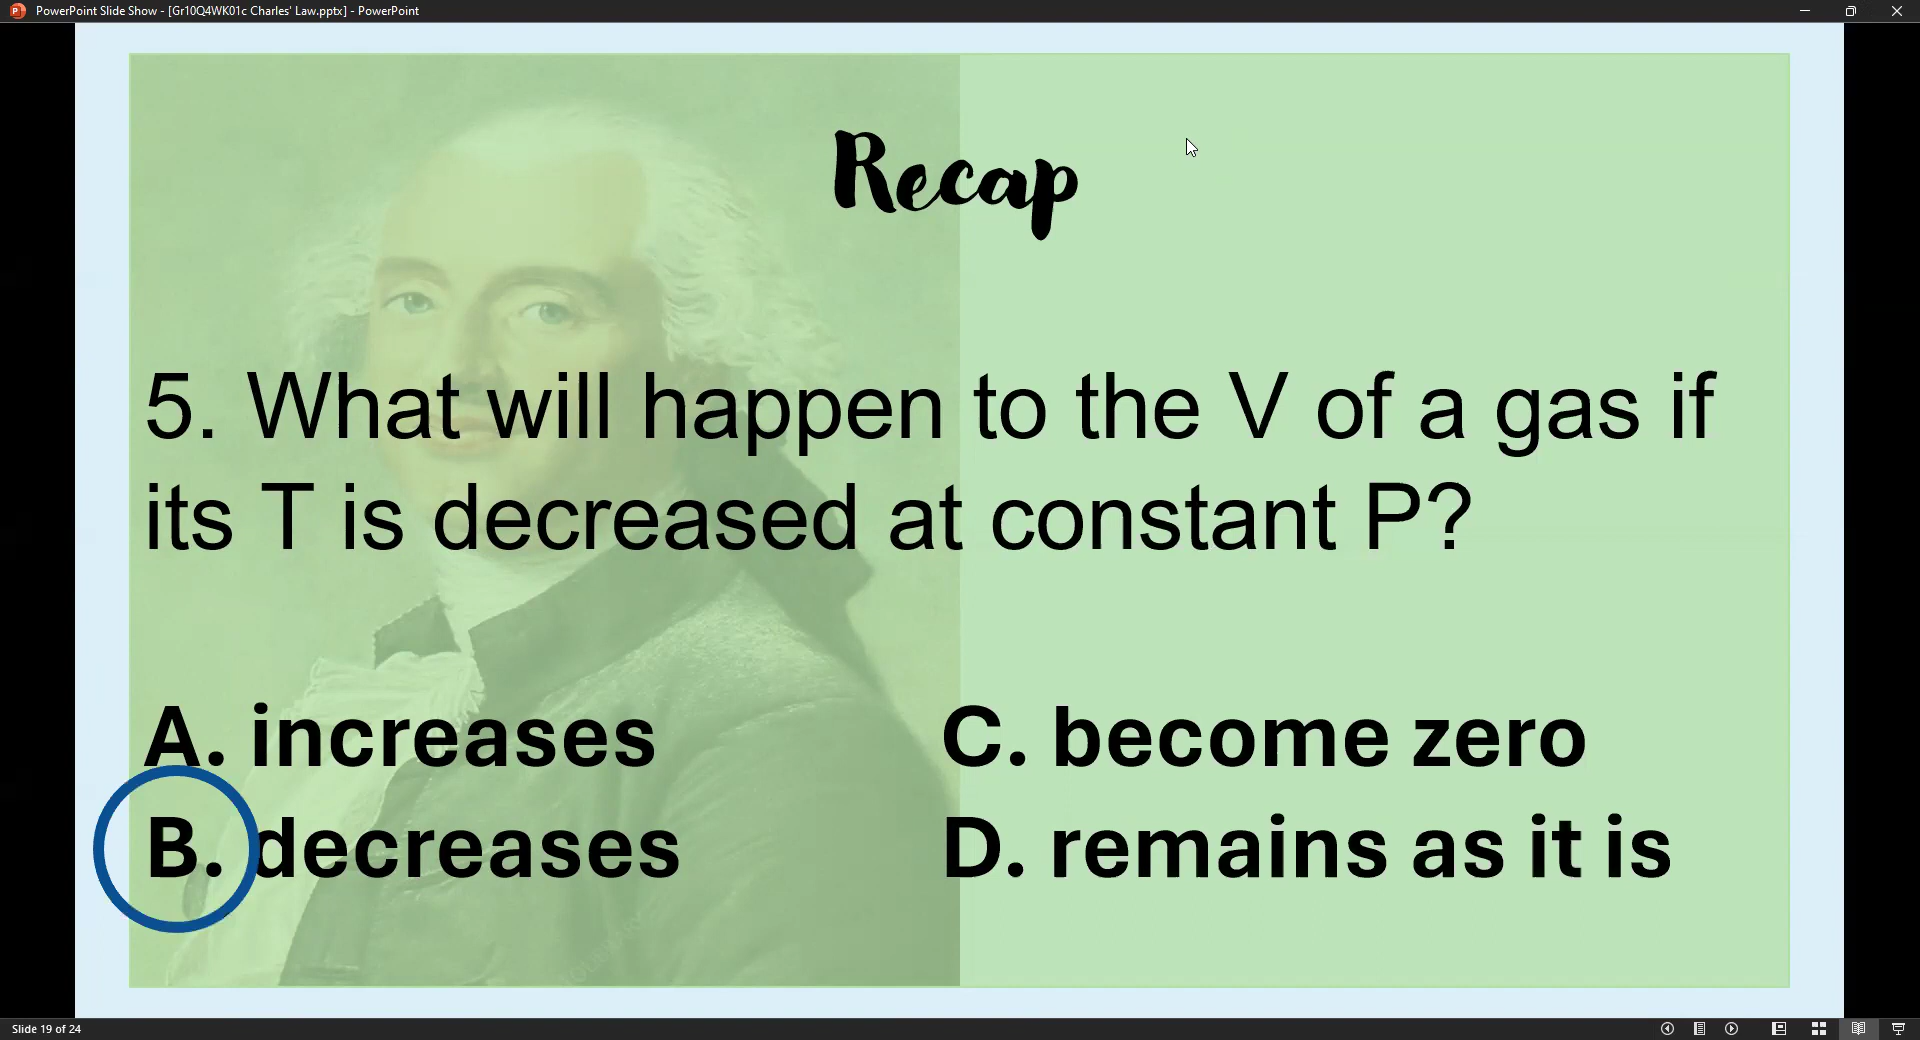 PowerPoint Slide Show - [Gr10Q4WK01c Charles' Law.pptx] - PowerPoint
Recap
5. What will happen to the V of a gas if
its T is decreased at constant P?
A. increases
B. decreases
C. become zero
D. remains as it is
Slide 19 of 24